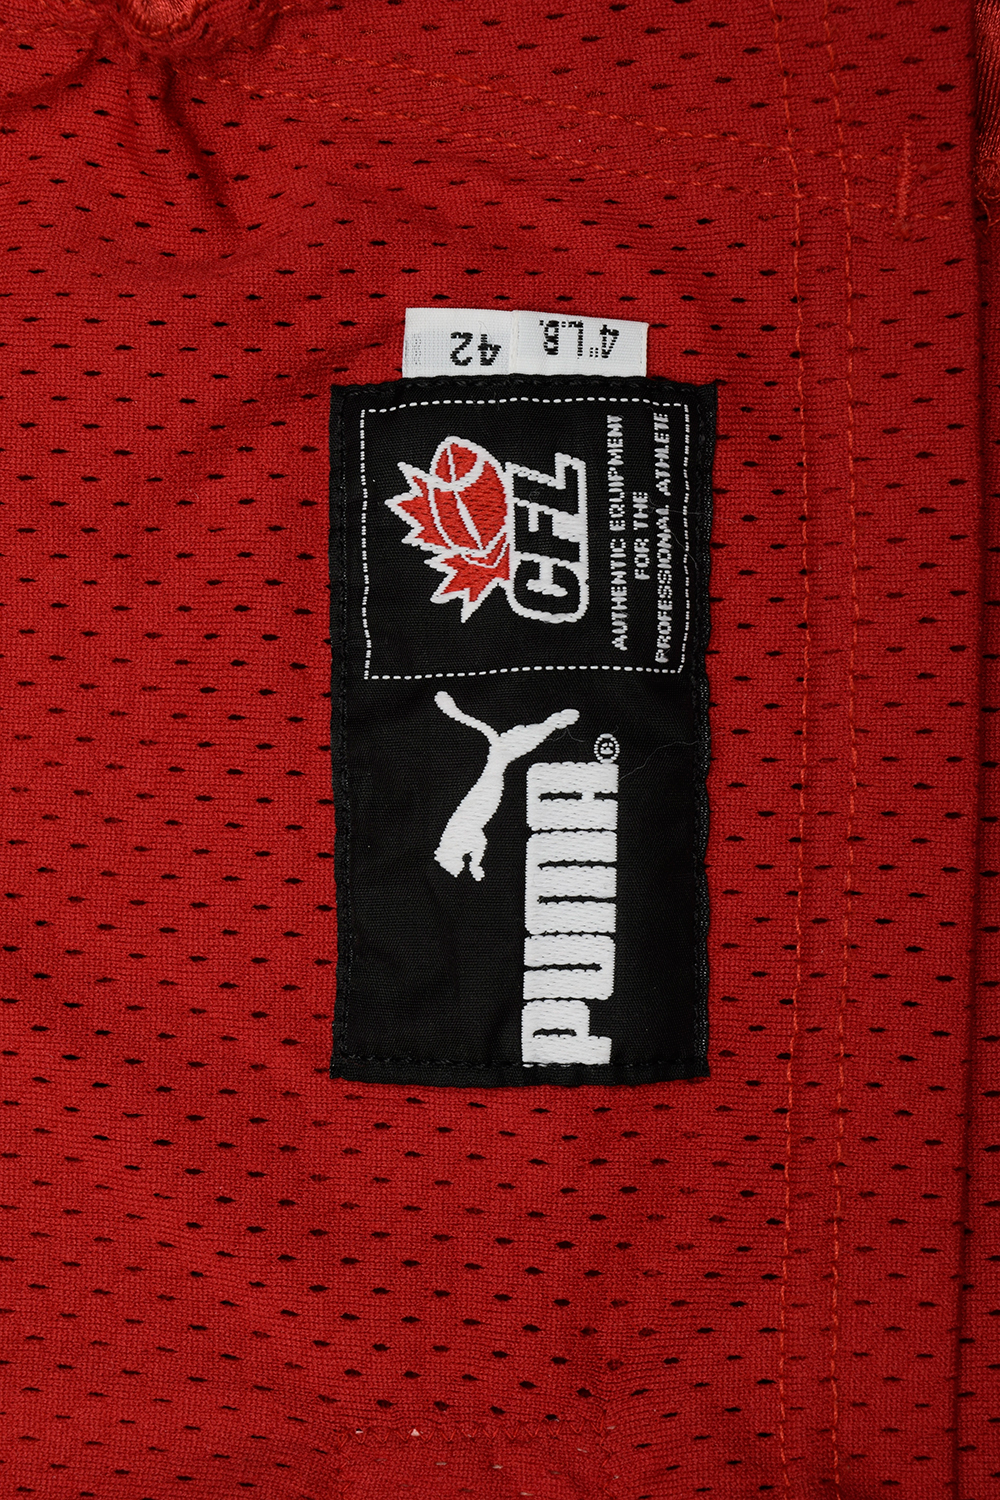 42
4" L.B.
CFL
AUTHENTIC EQUIPMENT
FOR THE
PROFESSIONAL ATHLETE
PUMA®